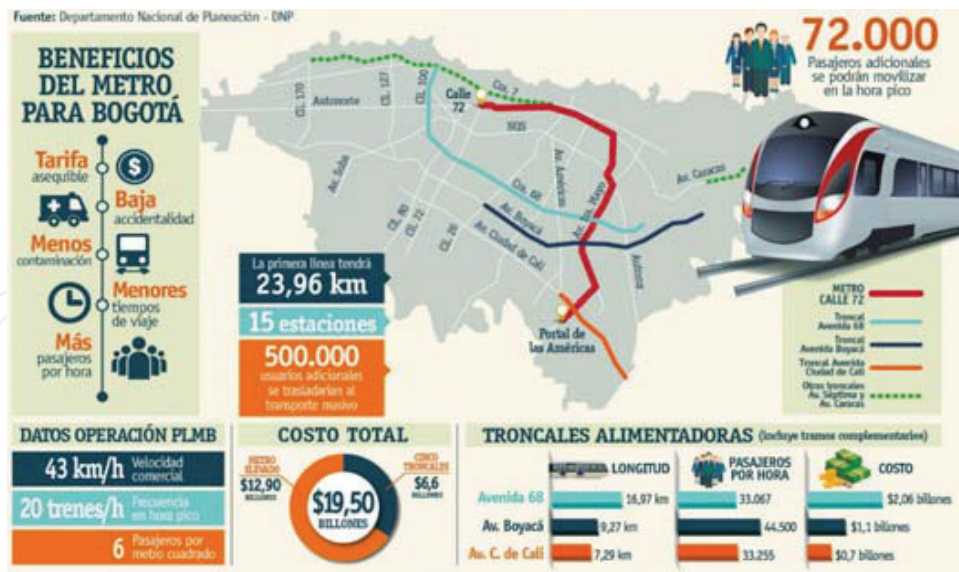 Fuente: Departamento Nacional de Planeación - DNP
BENEFICIOS
DEL METRO
PARA BOGOTÁ
Tarifa
asequible
Baja
accidentalidad
Menos
contaminación
Menores
tiempos
de viaje
Más
pasajeros
por hora
72.000
Pasajeros adicionales
se podrán movilizar
en la hora pico
CLL 170
Autonorte
CLL 127
CLL 100
Cra. 7
Calle
72
NQS
Av. Suba
Av. Américas
Av. 1ro. Mayo
Av. Caracas
Cra. 68
CLL 80
CLL 72
CLL 26
Av. Boyacá
Av. Ciudad de Cali
Autosur
Portal de
las Américas
La primera línea tendrá
23,96 km
15 estaciones
500.000
usuarios adicionales
se trasladarían al
transporte masivo
METRO
CALLE 72
Troncal
Avenida 68
Troncal
Avenida Boyacá
Troncal Avenida
Ciudad de Cali
Otras troncales
Av. Séptima y
Av. Caracas
DATOS OPERACIÓN PLMB
43 km/h Velocidad
comercial
20 trenes/h Frecuencia
en hora pico
6 Pasajeros por
metro cuadrado
COSTO TOTAL
METRO
ELEVADO
$12,90
BILLONES
CINCO
TRONCALES
$6,6
BILLONES
$19,50
BILLONES
TRONCALES ALIMENTADORAS (incluye tramos complementarios)
LONGITUD
PASAJEROS
POR HORA
COSTO
Avenida 68 16,97 km 33.067 $2,06 billones
Av. Boyacá 9,27 km 44.500 $1,1 billones
Av. C. de Cali 7,29 km 33.255 $0,7 billones